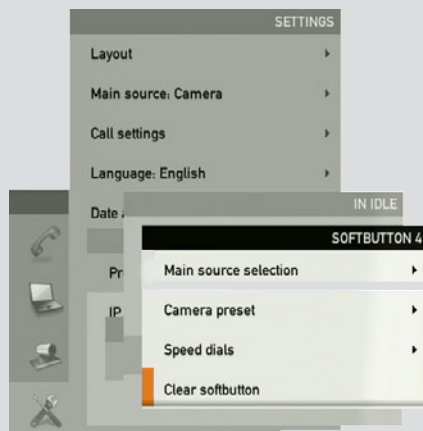 SETTINGS
Layout
Main source: Camera
Call settings
Language: English
Date
IN IDLE
SOFTBUTTON 4
Main source selection
Camera preset
Speed dials
Clear softbutton
IP